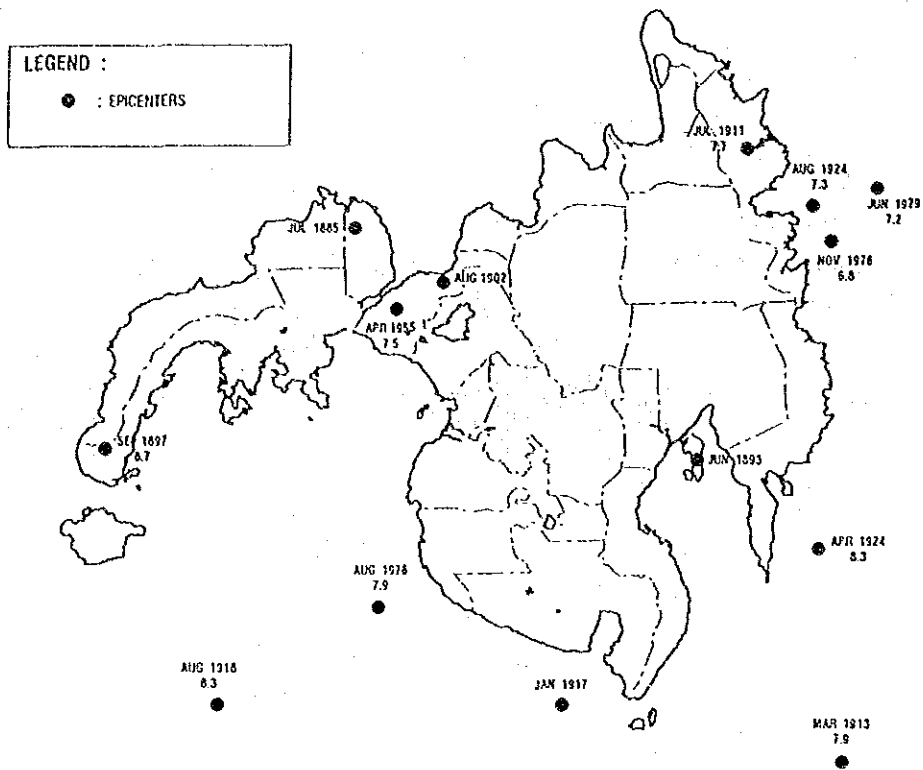 LEGEND :
: EPICENTERS
JUL 1911
7.7
AUG 1924
7.3
JUN 1929
7.2
NOV 1976
6.8
JUL 1885
AUG 1902
APR 1955
7.5
SEP 1897
8.7
JUN 1893
APR 1924
8.3
AUG 1976
7.9
AUG 1918
8.3
JAN 1917
MAR 1913
7.9